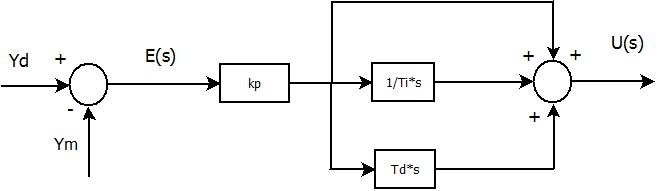 Yd
+
-
Ym
E(s)
kp
1/Ti*s
Td*s
+
+
+
U(s)